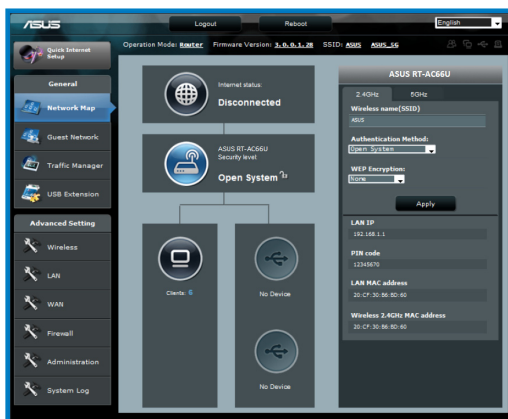 ASUS
Logout
Reboot
English
Quick Internet Setup
Operation Mode: Router Firmware Version: 3.0.0.1.28 SSID: ASUS ASUS_5G
General
Network Map
Guest Network
Traffic Manager
USB Extension
Advanced Setting
Wireless
LAN
WAN
Firewall
Administration
System Log
Internet status:
Disconnected
ASUS RT-AC66U
Security level
Open System
Clients: 6
No Device
No Device
ASUS RT-AC66U
2.4GHz
5GHz
Wireless name(SSID)
ASUS
Authentication Method:
Open System
WEP Encryption:
None
Apply
LAN IP
192.168.1.1
PIN code
12345670
LAN MAC address
20:CF:30:B6:8D:60
Wireless 2.4GHz MAC address
20:CF:30:B6:8D:60